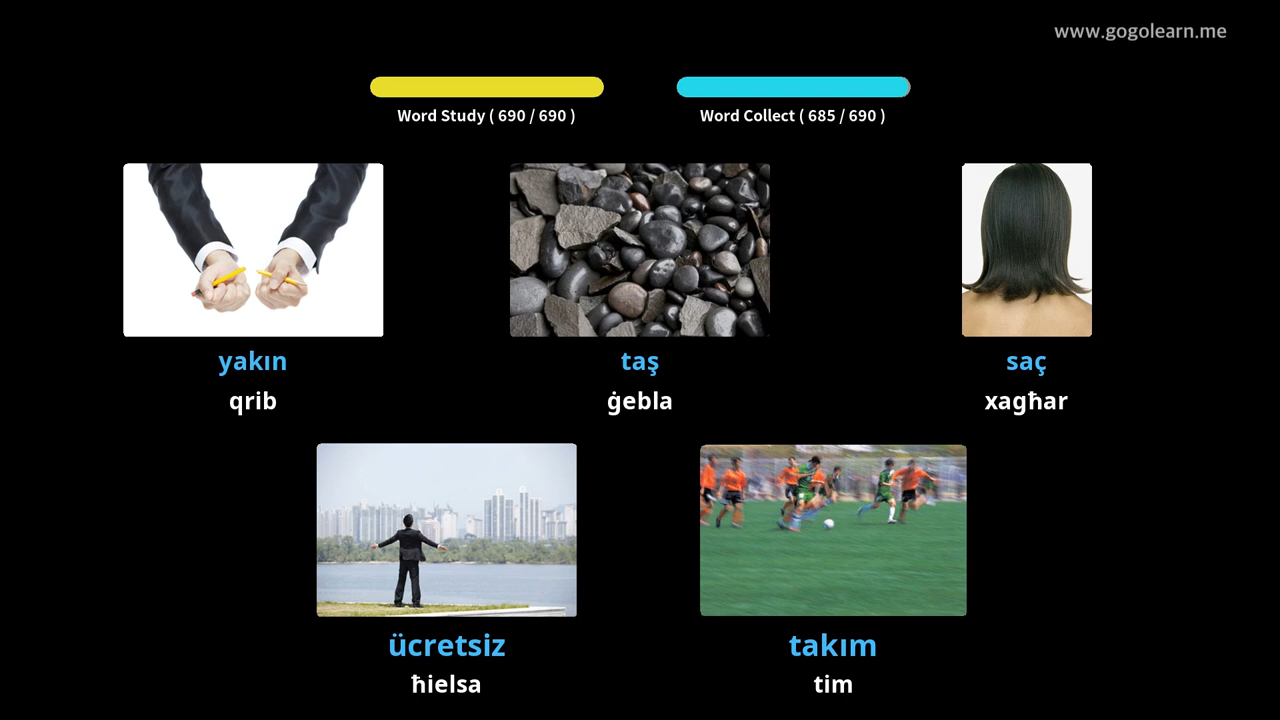 www.gogolearn.me
Word Study ( 690 / 690 )
Word Collect ( 685 / 690 )
yakın
taş
saç
qrib
ġebla
xagħar
ücretsiz
takım
ħielsa
tim